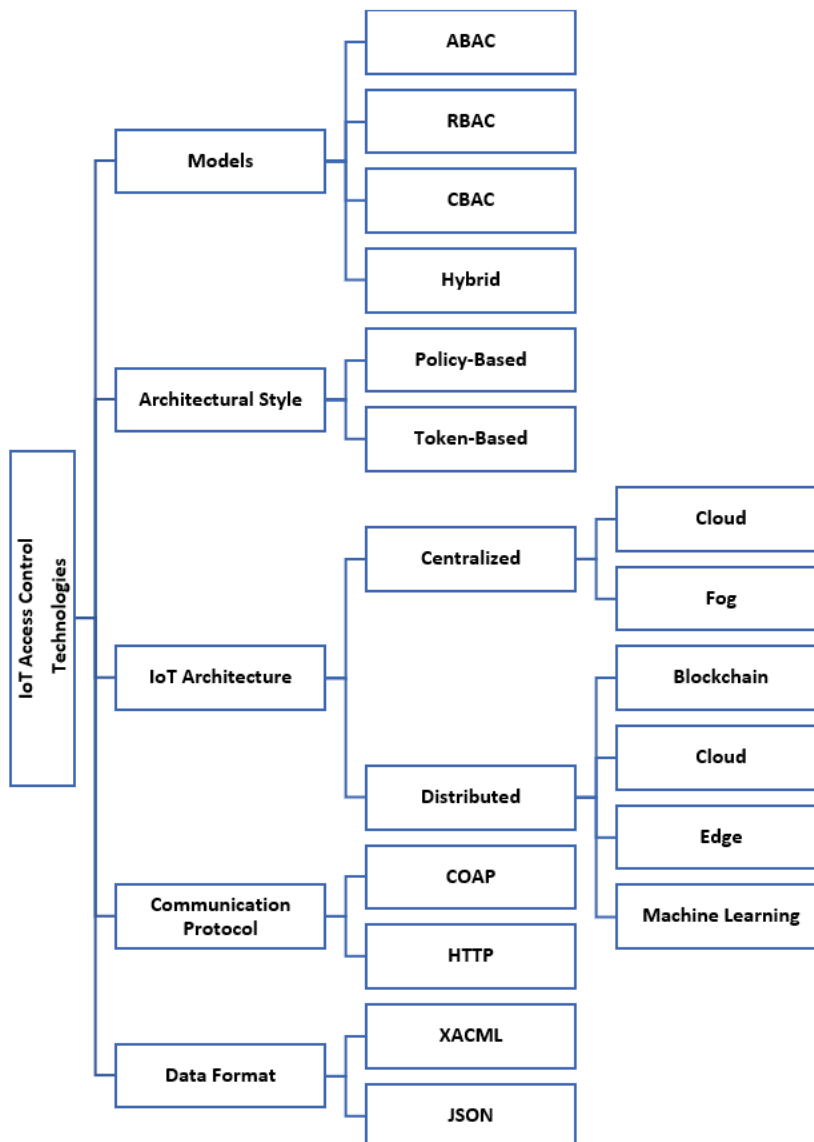 IoT Access Control
Technologies
Models
ABAC
RBAC
CBAC
Hybrid
Architectural Style
Policy-Based
Token-Based
IoT Architecture
Centralized
Cloud
Fog
Distributed
Blockchain
Cloud
Edge
Machine Learning
Communication
Protocol
COAP
HTTP
Data Format
XACML
JSON